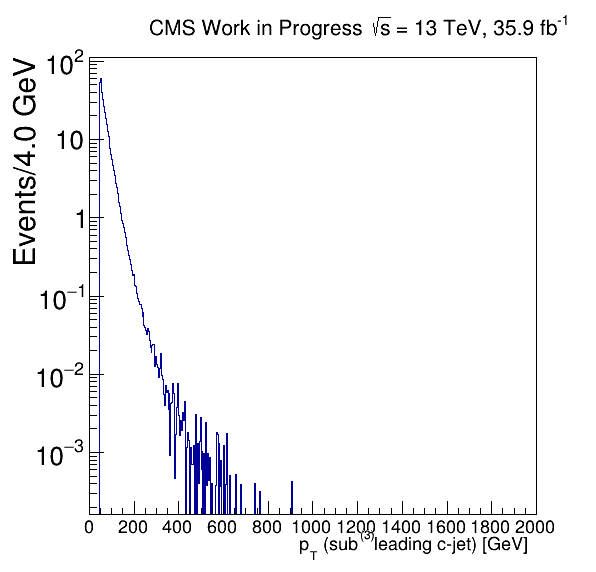 CMS Work in Progress √s = 13 TeV, 35.9 fb⁻¹
Events/4.0 GeV
10²
10
1
10⁻¹
10⁻²
10⁻³
0 200 400 600 800 1000 1200 1400 1600 1800 2000
p_T (sub⁽³⁾leading c-jet) [GeV]